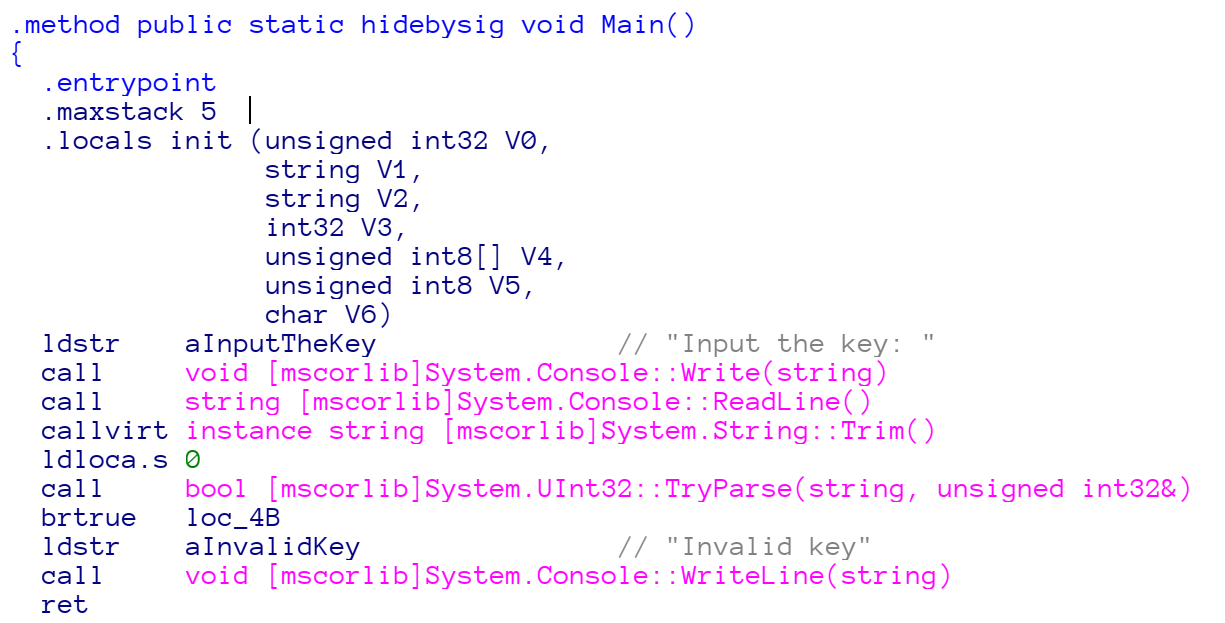 .method public static hidebysig void Main()
{
  .entrypoint
  .maxstack 5
  .locals init (unsigned int32 V0,
                string V1,
                string V2,
                int32 V3,
                unsigned int8[] V4,
                unsigned int8 V5,
                char V6)
  ldstr    aInputTheKey               // "Input the key: "
  call     void [mscorlib]System.Console::Write(string)
  call     string [mscorlib]System.Console::ReadLine()
  callvirt instance string [mscorlib]System.String::Trim()
  ldloca.s 0
  call     bool [mscorlib]System.UInt32::TryParse(string, unsigned int32&)
  brtrue   loc_4B
  ldstr    aInvalidKey                // "Invalid key"
  call     void [mscorlib]System.Console::WriteLine(string)
  ret